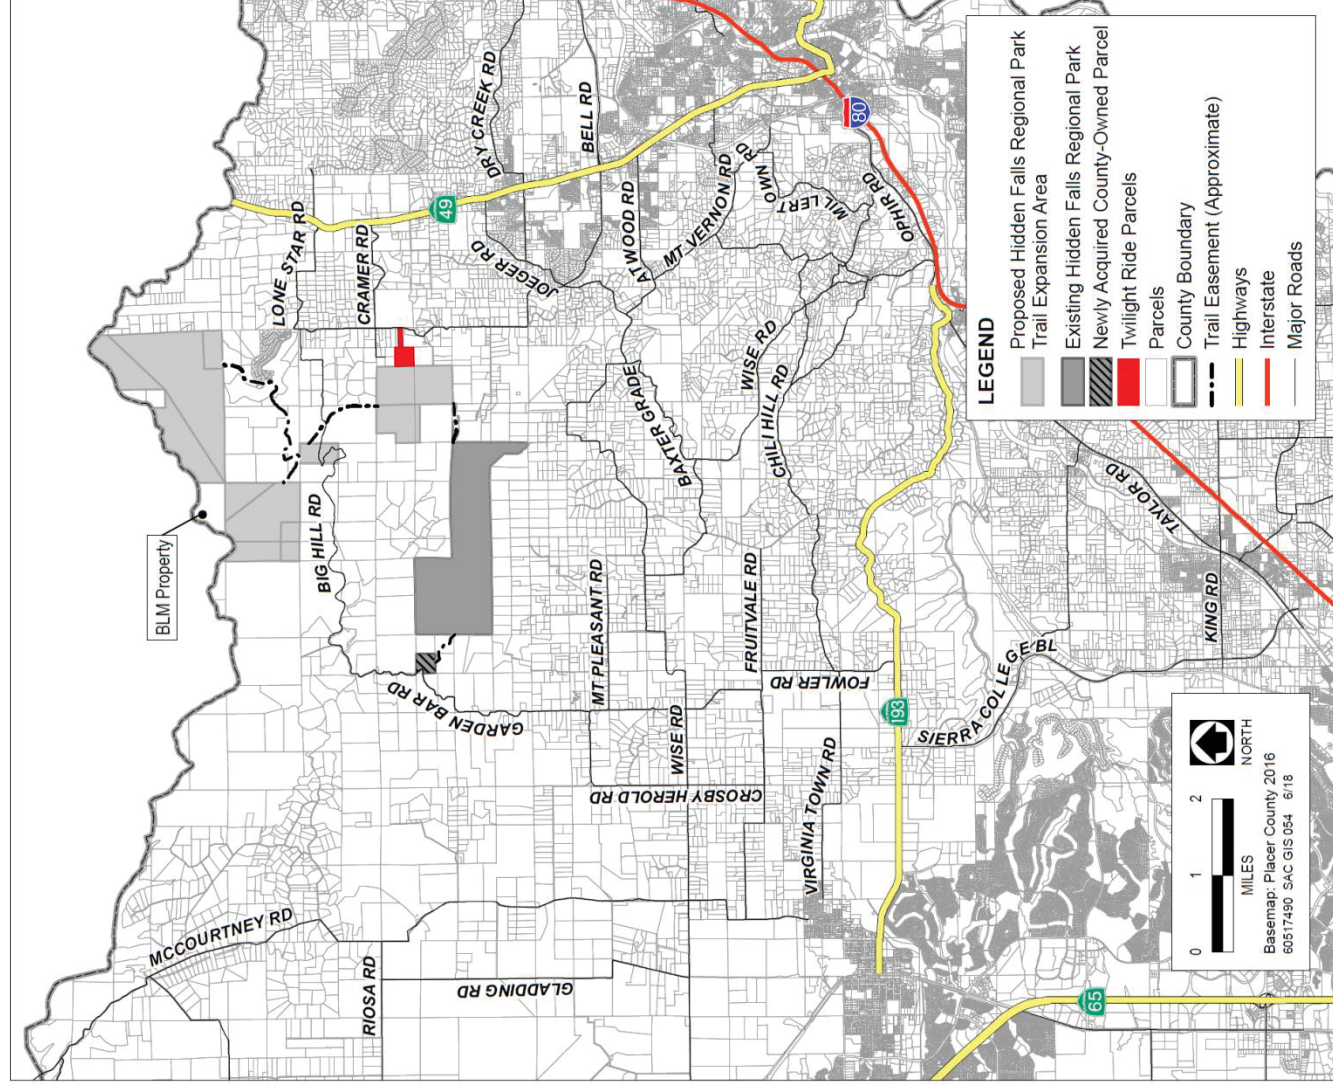 BLM Property
LONE STAR RD
CRAMER RD
49
DRY CREEK RD
BELL RD
JOEGER RD
ATWOOD RD
MT VERNON RD
MILLERTOWN RD
OPHIR RD
80
BIG HILL RD
GARDEN BAR RD
MT PLEASANT RD
BAXTER GRADE
WISE RD
CHILI HILL RD
FRUITVALE RD
FOWLER RD
WISE RD
CROSBY HEROLD RD
VIRGINIA TOWN RD
193
SIERRA COLLEGE BL
TAYLOR RD
KING RD
MCCOURTNEY RD
RIOSA RD
GLADDING RD
65
LEGEND
Proposed Hidden Falls Regional Park
Trail Expansion Area
Existing Hidden Falls Regional Park
Newly Acquired County-Owned Parcel
Twilight Ride Parcels
Parcels
County Boundary
Trail Easement (Approximate)
Highways
Interstate
Major Roads
0 1 2
MILES
NORTH
Basemap: Placer County 2016
60517490 SAC GIS 054 6/18